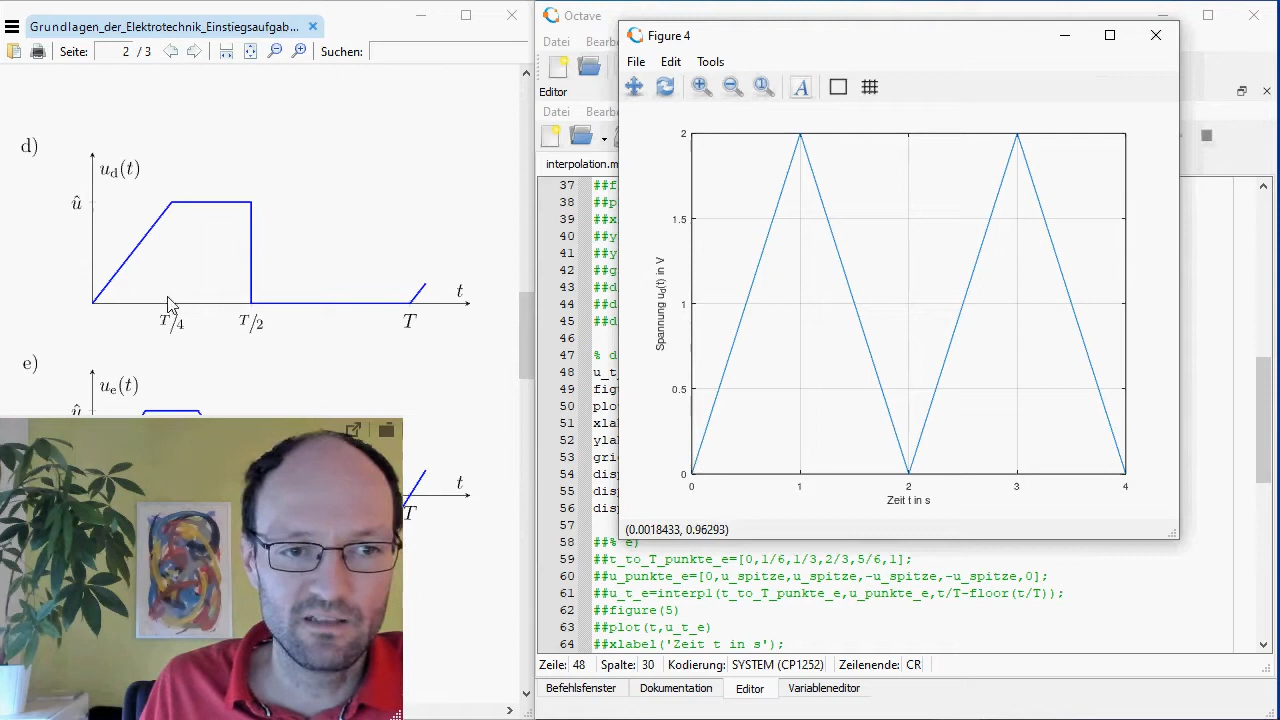 Grundlagen_der_Elektrotechnik_Einstiegsaufgab...
Seite: 2 / 3 Suchen:
d)
u_d(t)
û
t
T/4 T/2 T
e)
u_e(t)
û
t
T
Octave
Datei Bearbe
Editor
Datei Bearbe
interpolation.m
37 ##f
38 ##p
39 ##x
40 ##y
41 ##y
42 ##g
43 ##d
44 ##d
45 ##d
46
47 % d
48 u_t_
49 fig
50 plo
51 xla
52 yla
53 gri
54 dis
55 dis
56 dis
57
58 ##% e)
59 ##t_to_T_punkte_e=[0,1/6,1/3,2/3,5/6,1];
60 ##u_punkte_e=[0,u_spitze,u_spitze,-u_spitze,-u_spitze,0];
61 ##u_t_e=interp1(t_to_T_punkte_e,u_punkte_e,t/T-floor(t/T));
62 ##figure(5)
63 ##plot(t,u_t_e)
64 ##xlabel('Zeit t in s');
Zeile: 48 Spalte: 30 Kodierung: SYSTEM (CP1252) Zeilenende: CR
Befehlsfenster Dokumentation Editor Variableneditor
Figure 4
File Edit Tools
A
2
1.5
1
0.5
0
Spannung u_d(t) in V
0 1 2 3 4
Zeit t in s
(0.0018433, 0.96293)